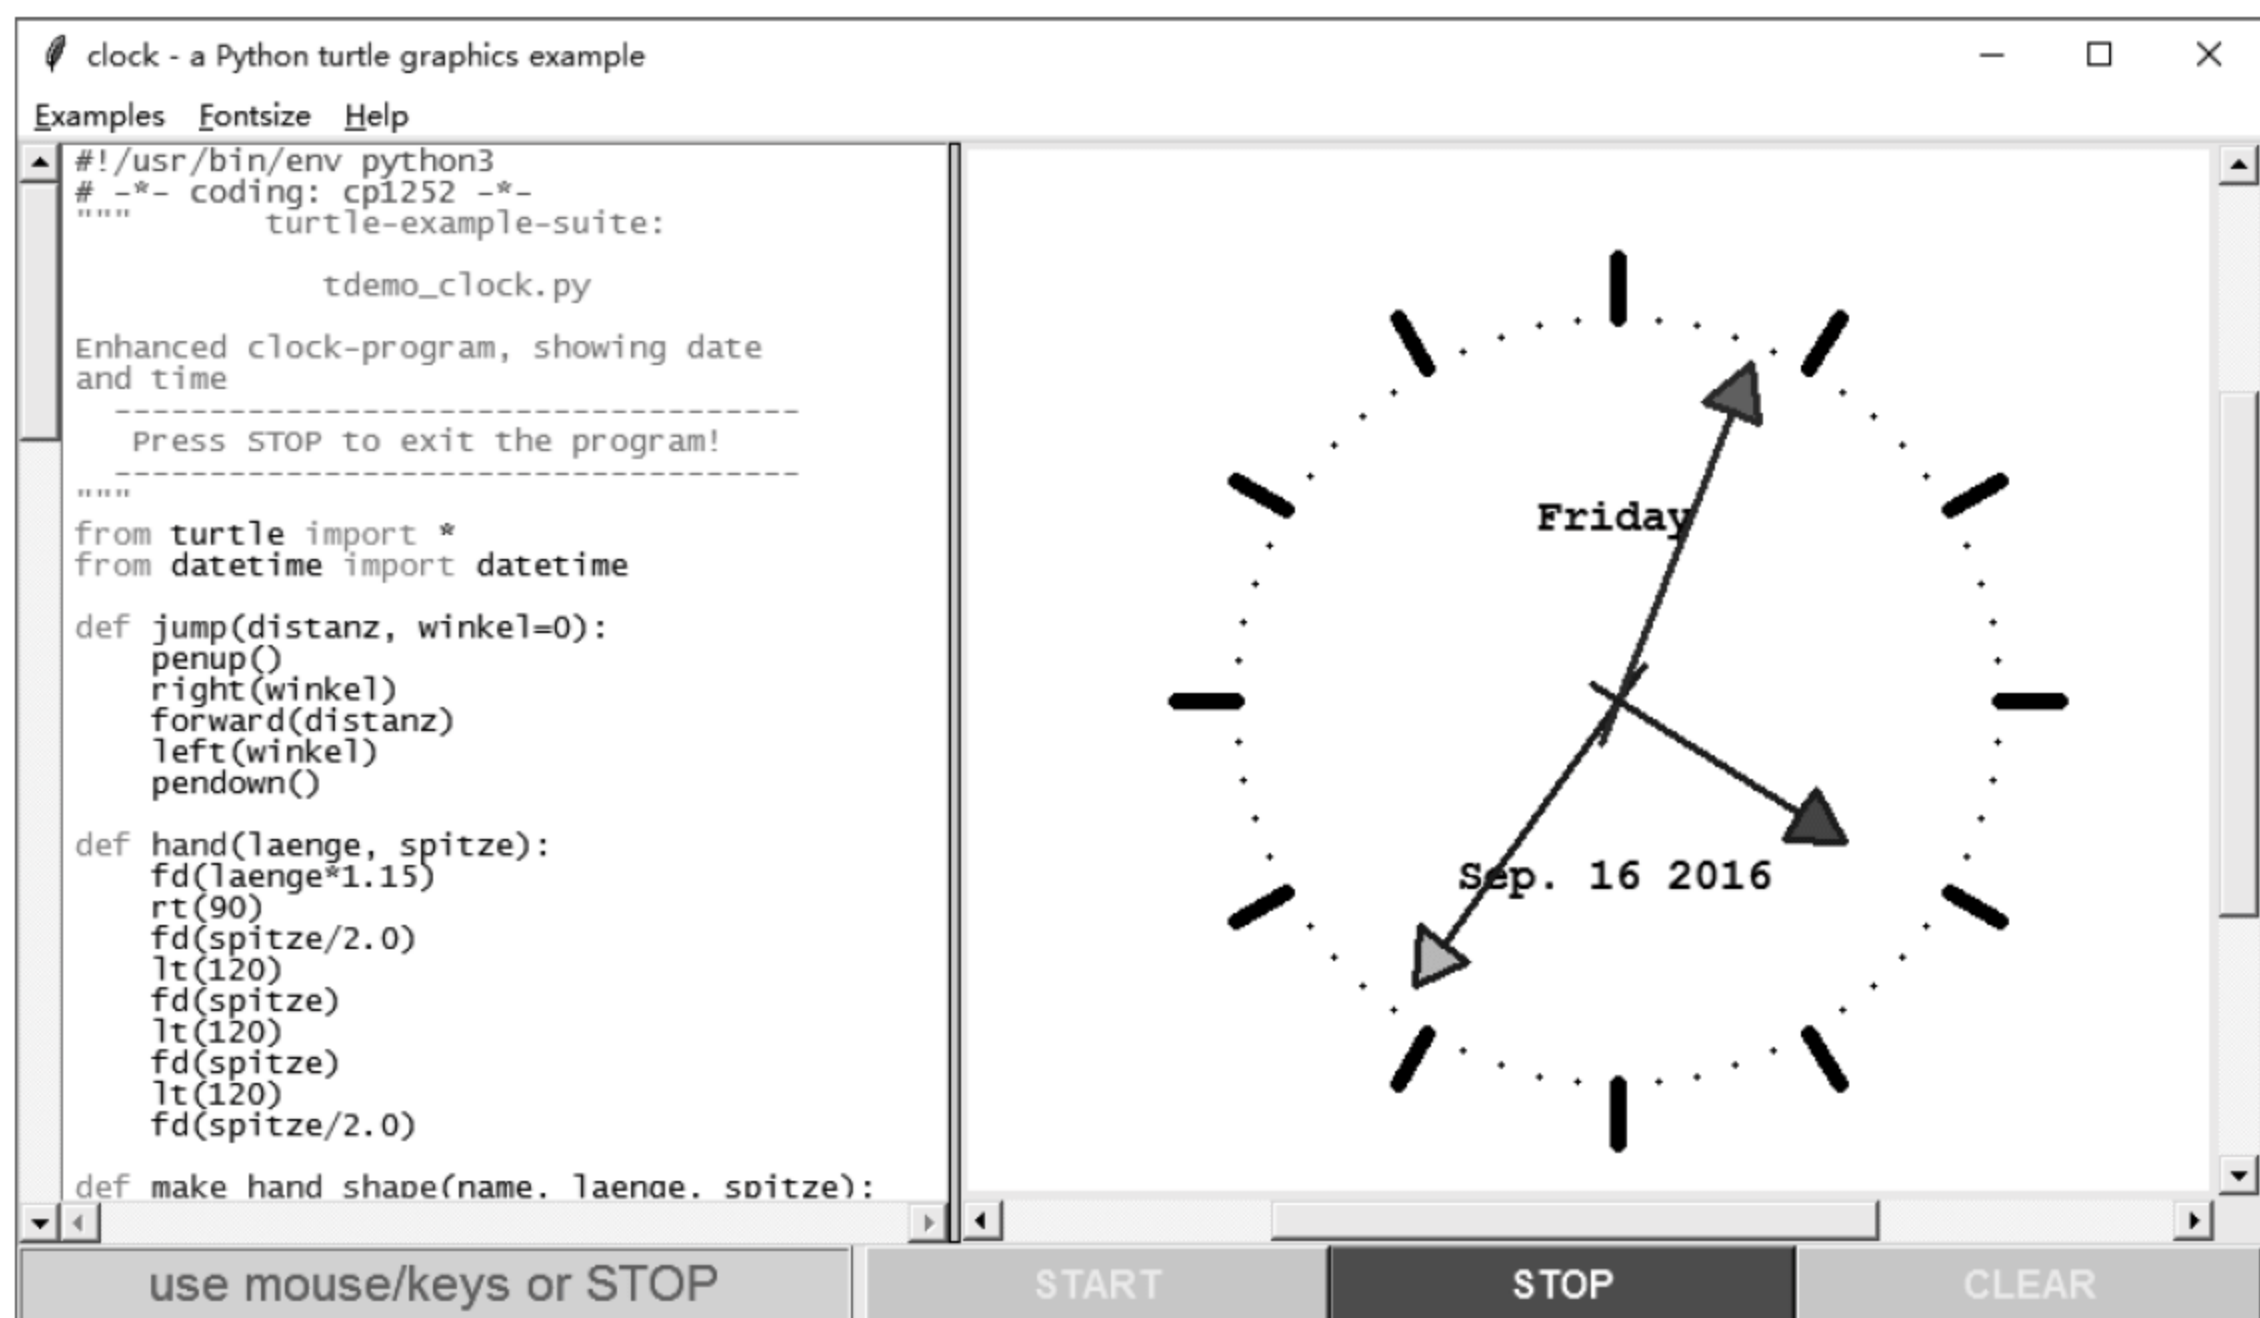 clock - a Python turtle graphics example
Examples Fontsize Help
#!/usr/bin/env python3
# -*- coding: cp1252 -*-
"""       turtle-example-suite:
tdemo_clock.py
Enhanced clock-program, showing date
and time
------------------------------------
Press STOP to exit the program!
------------------------------------
"""
from turtle import *
from datetime import datetime
def jump(distanz, winkel=0):
    penup()
    right(winkel)
    forward(distanz)
    left(winkel)
    pendown()
def hand(laenge, spitze):
    fd(laenge*1.15)
    rt(90)
    fd(spitze/2.0)
    lt(120)
    fd(spitze)
    lt(120)
    fd(spitze)
    lt(120)
    fd(spitze/2.0)
def make_hand_shape(name, laenge, spitze):
Friday
Sep. 16 2016
use mouse/keys or STOP
START
STOP
CLEAR